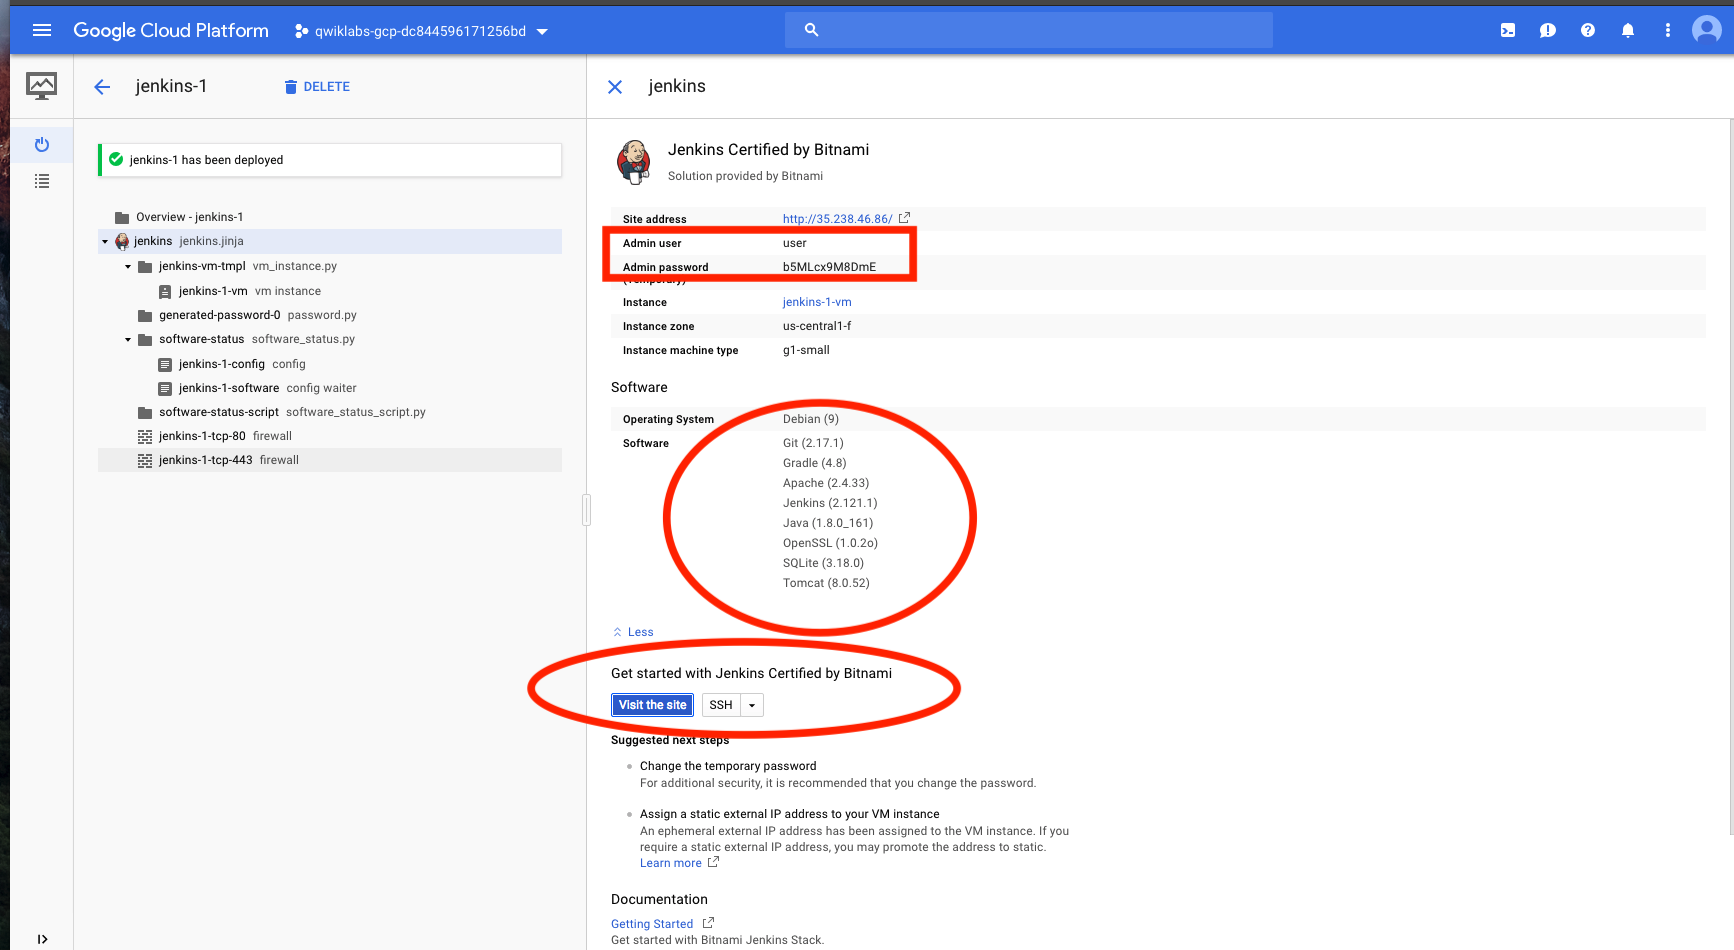 Google Cloud Platform
qwiklabs-gcp-dc844596171256bd
jenkins-1
DELETE
jenkins
jenkins-1 has been deployed
Overview - jenkins-1
jenkins jenkins.jinja
jenkins-vm-tmpl vm_instance.py
jenkins-1-vm vm instance
generated-password-0 password.py
software-status software_status.py
jenkins-1-config config
jenkins-1-software config waiter
software-status-script software_status_script.py
jenkins-1-tcp-80 firewall
jenkins-1-tcp-443 firewall
Jenkins Certified by Bitnami
Solution provided by Bitnami
Site address http://35.238.46.86/
Admin user user
Admin password b5MLcx9M8DmE
(Temporary)
Instance jenkins-1-vm
Instance zone us-central1-f
Instance machine type g1-small
Software
Operating System Debian (9)
Software Git (2.17.1)
Gradle (4.8)
Apache (2.4.33)
Jenkins (2.121.1)
Java (1.8.0_161)
OpenSSL (1.0.2o)
SQLite (3.18.0)
Tomcat (8.0.52)
Less
Get started with Jenkins Certified by Bitnami
Visit the site SSH
Suggested next steps
Change the temporary password
For additional security, it is recommended that you change the password.
Assign a static external IP address to your VM instance
An ephemeral external IP address has been assigned to the VM instance. If you
require a static external IP address, you may promote the address to static.
Learn more
Documentation
Getting Started
Get started with Bitnami Jenkins Stack.